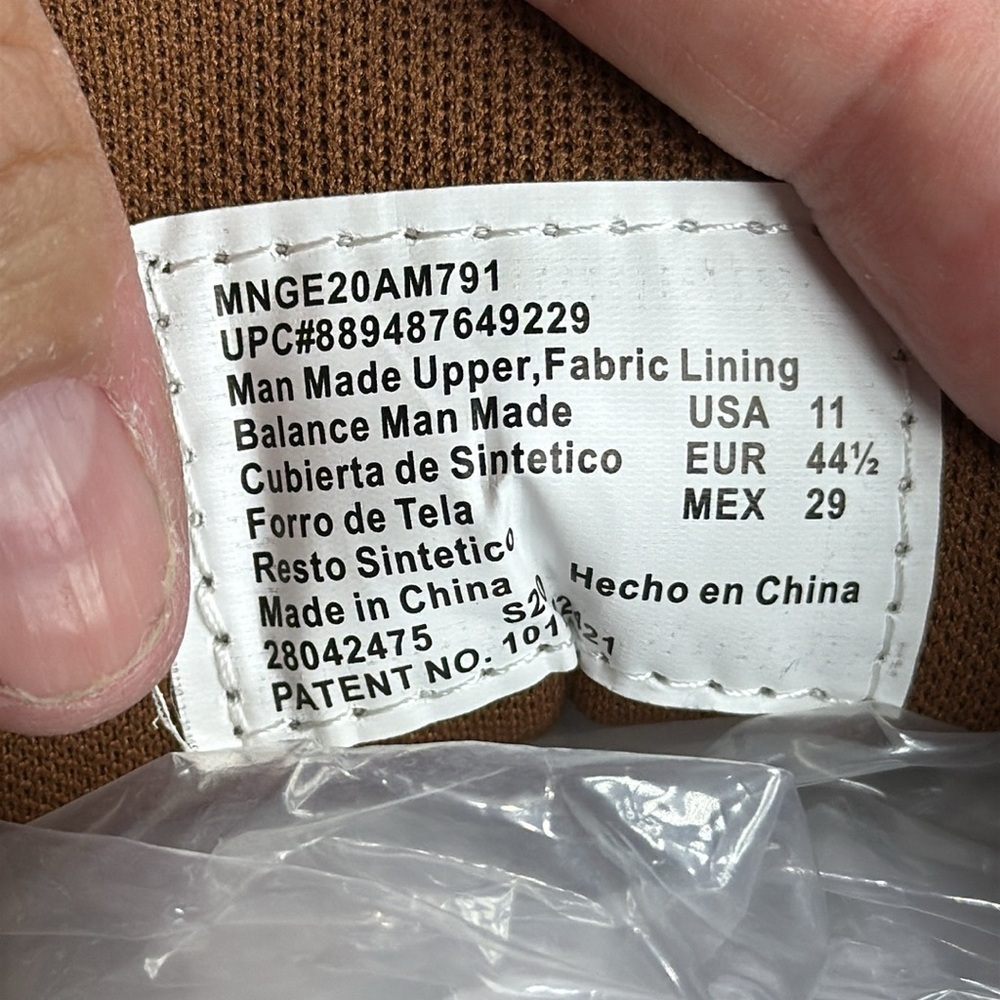 MNGE20AM791
UPC#889487649229
Man Made Upper,Fabric Lining
Balance Man Made USA 11
Cubierta de Sintetico EUR 44½
Forro de Tela MEX 29
Resto Sintetico
Made in China Hecho en China
28042475
PATENT NO.